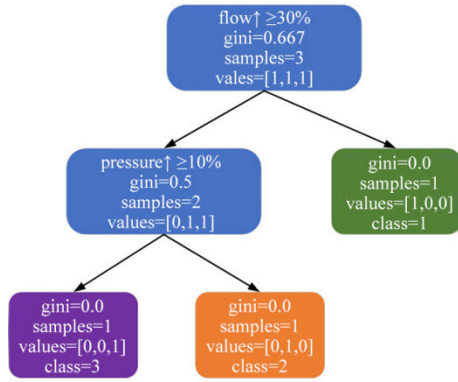 flow↑ ≥30%
gini=0.667
samples=3
vales=[1,1,1]
pressure↑ ≥10%
gini=0.5
samples=2
values=[0,1,1]
gini=0.0
samples=1
values=[1,0,0]
class=1
gini=0.0
samples=1
values=[0,0,1]
class=3
gini=0.0
samples=1
values=[0,1,0]
class=2